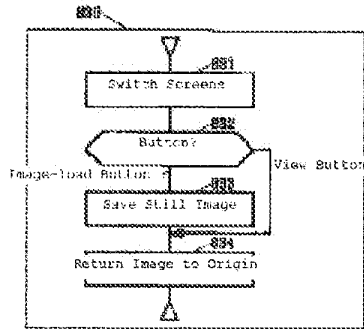 Switch Screens
Button?
Image-load Button
View Button
Save Still Image
Return Image to Origin